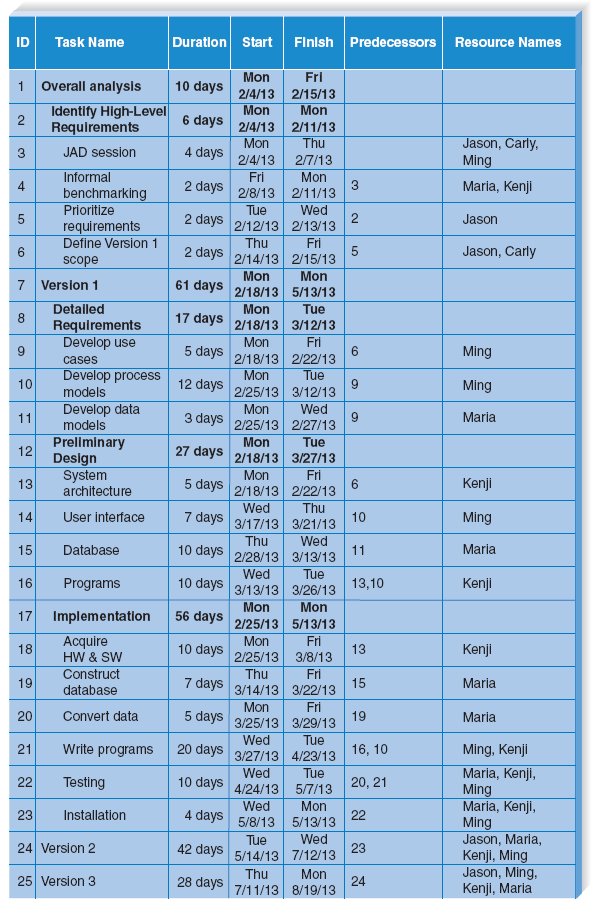 ID Task Name Duration Start Finish Predecessors Resource Names
1 Overall analysis 10 days Mon 2/4/13 Fri 2/15/13
2 Identify High-Level Requirements 6 days Mon 2/4/13 Mon 2/11/13
3 JAD session 4 days Mon 2/4/13 Thu 2/7/13 Jason, Carly, Ming
4 Informal benchmarking 2 days Fri 2/8/13 Mon 2/11/13 3 Maria, Kenji
5 Prioritize requirements 2 days Tue 2/12/13 Wed 2/13/13 2 Jason
6 Define Version 1 scope 2 days Thu 2/14/13 Fri 2/15/13 5 Jason, Carly
7 Version 1 61 days Mon 2/18/13 Mon 5/13/13
8 Detailed Requirements 17 days Mon 2/18/13 Tue 3/12/13
9 Develop use cases 5 days Mon 2/18/13 Fri 2/22/13 6 Ming
10 Develop process models 12 days Mon 2/25/13 Tue 3/12/13 9 Ming
11 Develop data models 3 days Mon 2/25/13 Wed 2/27/13 9 Maria
12 Preliminary Design 27 days Mon 2/18/13 Tue 3/27/13
13 System architecture 5 days Mon 2/18/13 Fri 2/22/13 6 Kenji
14 User interface 7 days Wed 3/17/13 Thu 3/21/13 10 Ming
15 Database 10 days Thu 2/28/13 Wed 3/13/13 11 Maria
16 Programs 10 days Wed 3/13/13 Tue 3/26/13 13,10 Kenji
17 Implementation 56 days Mon 2/25/13 Mon 5/13/13
18 Acquire HW & SW 10 days Mon 2/25/13 Fri 3/8/13 13 Kenji
19 Construct database 7 days Thu 3/14/13 Fri 3/22/13 15 Maria
20 Convert data 5 days Mon 3/25/13 Fri 3/29/13 19 Maria
21 Write programs 20 days Wed 3/27/13 Tue 4/23/13 16, 10 Ming, Kenji
22 Testing 10 days Wed 4/24/13 Tue 5/7/13 20, 21 Maria, Kenji, Ming
23 Installation 4 days Wed 5/8/13 Mon 5/13/13 22 Maria, Kenji, Ming
24 Version 2 42 days Tue 5/14/13 Wed 7/12/13 23 Jason, Maria, Kenji, Ming
25 Version 3 28 days Thu 7/11/13 Mon 8/19/13 24 Jason, Ming, Kenji, Maria